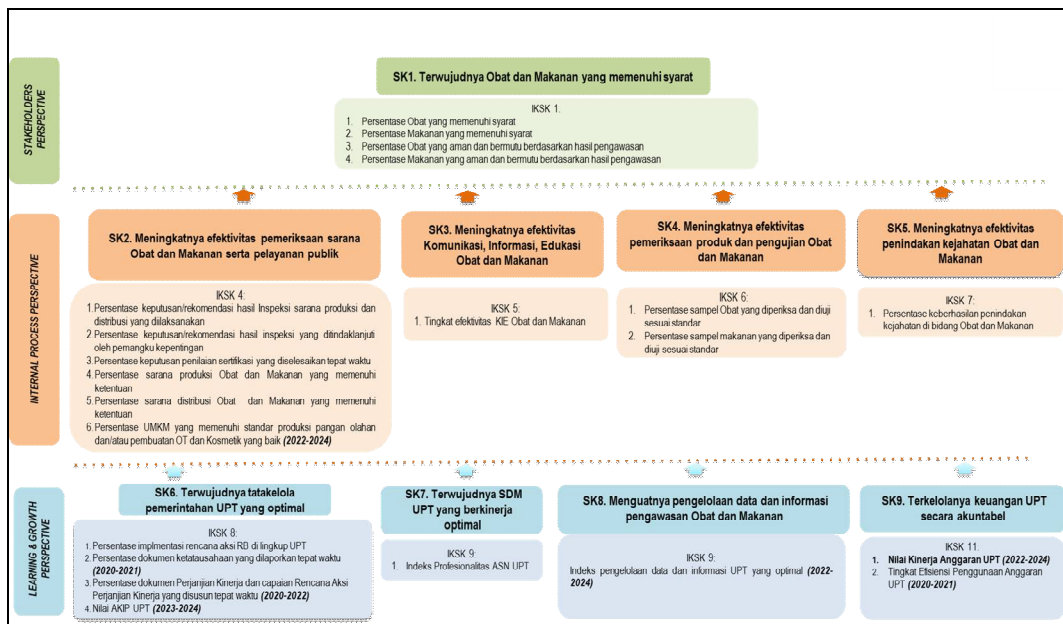 STAKEHOLDERS
PERSPECTIVE
SK1. Terwujudnya Obat dan Makanan yang memenuhi syarat
IKSK 1.
1. Persentase Obat yang memenuhi syarat
2. Persentase Makanan yang memenuhi syarat
3. Persentase Obat yang aman dan bermutu berdasarkan hasil pengawasan
4. Persentase Makanan yang aman dan bermutu berdasarkan hasil pengawasan
INTERNAL PROCESS PERSPECTIVE
SK2. Meningkatnya efektivitas pemeriksaan sarana
Obat dan Makanan serta pelayanan publik
IKSK 4:
1. Persentase keputusan/rekomendasi hasil Inspeksi sarana produksi dan
distribusi yang dilaksanakan
2. Persentase keputusan/rekomendasi hasil inspeksi yang ditindaklanjuti
oleh pemangku kepentingan
3. Persentase keputusan penilaian sertifikasi yang diselesaikan tepat waktu
4. Persentase sarana produksi Obat dan Makanan yang memenuhi
ketentuan
5. Persentase sarana distribusi Obat dan Makanan yang memenuhi
ketentuan
6. Persentase UMKM yang memenuhi standar produksi pangan olahan
dan/atau pembuatan OT dan Kosmetik yang baik (2022-2024)
SK3. Meningkatnya efektivitas
Komunikasi, Informasi, Edukasi
Obat dan Makanan
IKSK 5:
1. Tingkat efektivitas KIE Obat dan Makanan
SK4. Meningkatnya efektivitas
pemeriksaan produk dan pengujian Obat
dan Makanan
IKSK 6:
1. Persentase sampel Obat yang diperiksa dan diuji
sesuai standar
2. Persentase sampel makanan yang diperiksa dan
diuji sesuai standar
SK5. Meningkatnya efektivitas
penindakan kejahatan Obat dan
Makanan
IKSK 7:
1. Persentase keberhasilan penindakan
kejahatan di bidang Obat dan Makanan
LEARNING & GROWTH
PERSPECTIVE
SK6. Terwujudnya tatakelola
pemerintahan UPT yang optimal
IKSK 8:
1. Persentase implmentasi rencana aksi RB di lingkup UPT
2. Persentase dokumen ketatausahaan yang dilaporkan tepat waktu
(2020-2021)
3. Persentase dokumen Perjanjian Kinerja dan capaian Rencana Aksi
Perjanjian Kinerja yang disusun tepat waktu (2020-2022)
4. Nilai AKIP UPT (2023-2024)
SK7. Terwujudnya SDM
UPT yang berkinerja
optimal
IKSK 9:
1. Indeks Profesionalitas ASN UPT
SK8. Menguatnya pengelolaan data dan informasi
pengawasan Obat dan Makanan
IKSK 9:
Indeks pengelolaan data dan informasi UPT yang optimal (2022-
2024)
SK9. Terkelolanya keuangan UPT
secara akuntabel
IKSK 11.
1. Nilai Kinerja Anggaran UPT (2022-2024)
2. Tingkat Efisiensi Penggunaan Anggaran
UPT (2020-2021)